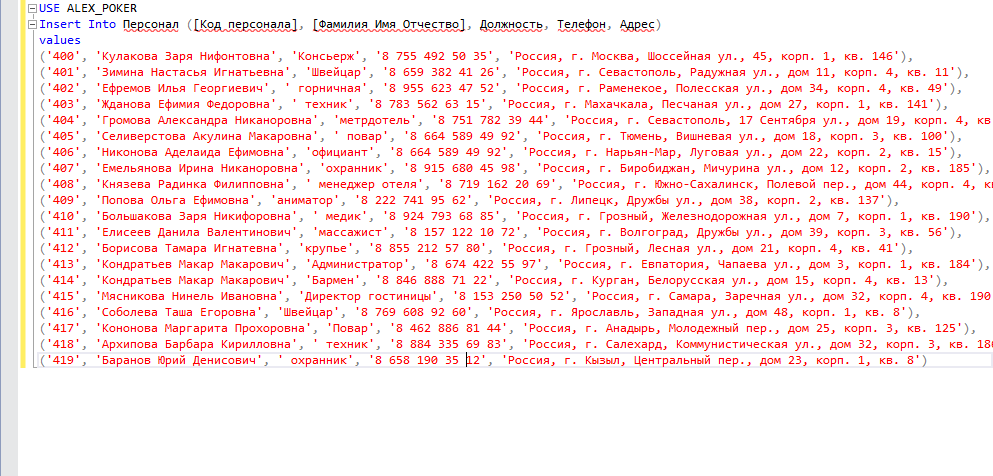 USE ALEX_POKER
Insert Into Персонал ([Код персонала], [Фамилия Имя Отчество], Должность, Телефон, Адрес)
values
('400', 'Кулакова Заря Нифонтовна', 'Консьерж', '8 755 492 50 35', 'Россия, г. Москва, Шоссейная ул., 45, корп. 1, кв. 146'),
('401', 'Зимина Настасья Игнатьевна', 'Швейцар', '8 659 382 41 26', 'Россия, г. Севастополь, Радужная ул., дом 11, корп. 4, кв. 11'),
('402', 'Ефремов Илья Георгиевич', ' горничная', '8 955 623 47 52', 'Россия, г. Раменекое, Полесская ул., дом 34, корп. 4, кв. 49'),
('403', 'Жданова Ефимия Федоровна', ' техник', '8 783 562 63 15', 'Россия, г. Махачкала, Песчаная ул., дом 27, корп. 1, кв. 141'),
('404', 'Громова Александра Никаноровна', 'метрдотель', '8 751 782 39 44', 'Россия, г. Севастополь, 17 Сентября ул., дом 19, корп. 4, кв
('405', 'Селиверстова Акулина Макаровна', ' повар', '8 664 589 49 92', 'Россия, г. Тюмень, Вишневая ул., дом 18, корп. 3, кв. 100'),
('406', 'Никонова Аделаида Ефимовна', 'официант', '8 664 589 49 92', 'Россия, г. Нарьян-Мар, Луговая ул., дом 22, корп. 2, кв. 15'),
('407', 'Емельянова Ирина Никаноровна', 'охранник', '8 915 680 45 98', 'Россия, г. Биробиджан, Мичурина ул., дом 12, корп. 2, кв. 185'),
('408', 'Князева Радинка Филипповна', ' менеджер отеля', '8 719 162 20 69', 'Россия, г. Южно-Сахалинск, Полевой пер., дом 44, корп. 4, кв
('409', 'Попова Ольга Ефимовна', 'аниматор', '8 222 741 95 62', 'Россия, г. Липецк, Дружбы ул., дом 38, корп. 2, кв. 137'),
('410', 'Большакова Заря Никифоровна', ' медик', '8 924 793 68 85', 'Россия, г. Грозный, Железнодорожная ул., дом 7, корп. 1, кв. 190'),
('411', 'Елисеев Данила Валентинович', 'массажист', '8 157 122 10 72', 'Россия, г. Волгоград, Дружбы ул., дом 39, корп. 3, кв. 56'),
('412', 'Борисова Тамара Игнатевна', 'крупье', '8 855 212 57 80', 'Россия, г. Грозный, Лесная ул., дом 21, корп. 4, кв. 41'),
('413', 'Кондратьев Макар Макарович', 'Администратор', '8 674 422 55 97', 'Россия, г. Евпатория, Чапаева ул., дом 3, корп. 1, кв. 184'),
('414', 'Кондратьев Макар Макарович', 'Бармен', '8 846 888 71 22', 'Россия, г. Курган, Белорусская ул., дом 15, корп. 4, кв. 13'),
('415', 'Мясникова Нинель Ивановна', 'Директор гостиницы', '8 153 250 50 52', 'Россия, г. Самара, Заречная ул., дом 32, корп. 4, кв. 190
('416', 'Соболева Таша Егоровна', 'Швейцар', '8 769 608 92 60', 'Россия, г. Ярославль, Западная ул., дом 48, корп. 1, кв. 8'),
('417', 'Кононова Маргарита Прохоровна', 'Повар', '8 462 886 81 44', 'Россия, г. Анадырь, Молодежный пер., дом 25, корп. 3, кв. 125'),
('418', 'Архипова Барбара Кирилловна', ' техник', '8 884 335 69 83', 'Россия, г. Салехард, Коммунистическая ул., дом 32, корп. 3, кв.
('419', 'Баранов Юрий Денисович', ' охранник', '8 658 190 35 12', 'Россия, г. Кызыл, Центральный пер., дом 23, корп. 1, кв. 8')